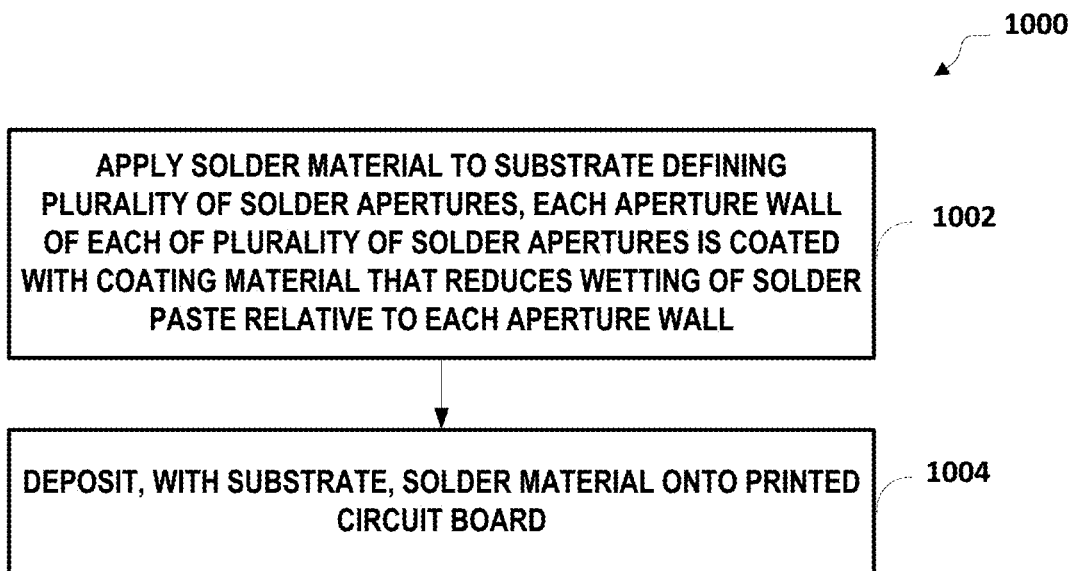 1000
APPLY SOLDER MATERIAL TO SUBSTRATE DEFINING
PLURALITY OF SOLDER APERTURES, EACH APERTURE WALL
OF EACH OF PLURALITY OF SOLDER APERTURES IS COATED
WITH COATING MATERIAL THAT REDUCES WETTING OF SOLDER
PASTE RELATIVE TO EACH APERTURE WALL
1002
DEPOSIT, WITH SUBSTRATE, SOLDER MATERIAL ONTO PRINTED
CIRCUIT BOARD
1004